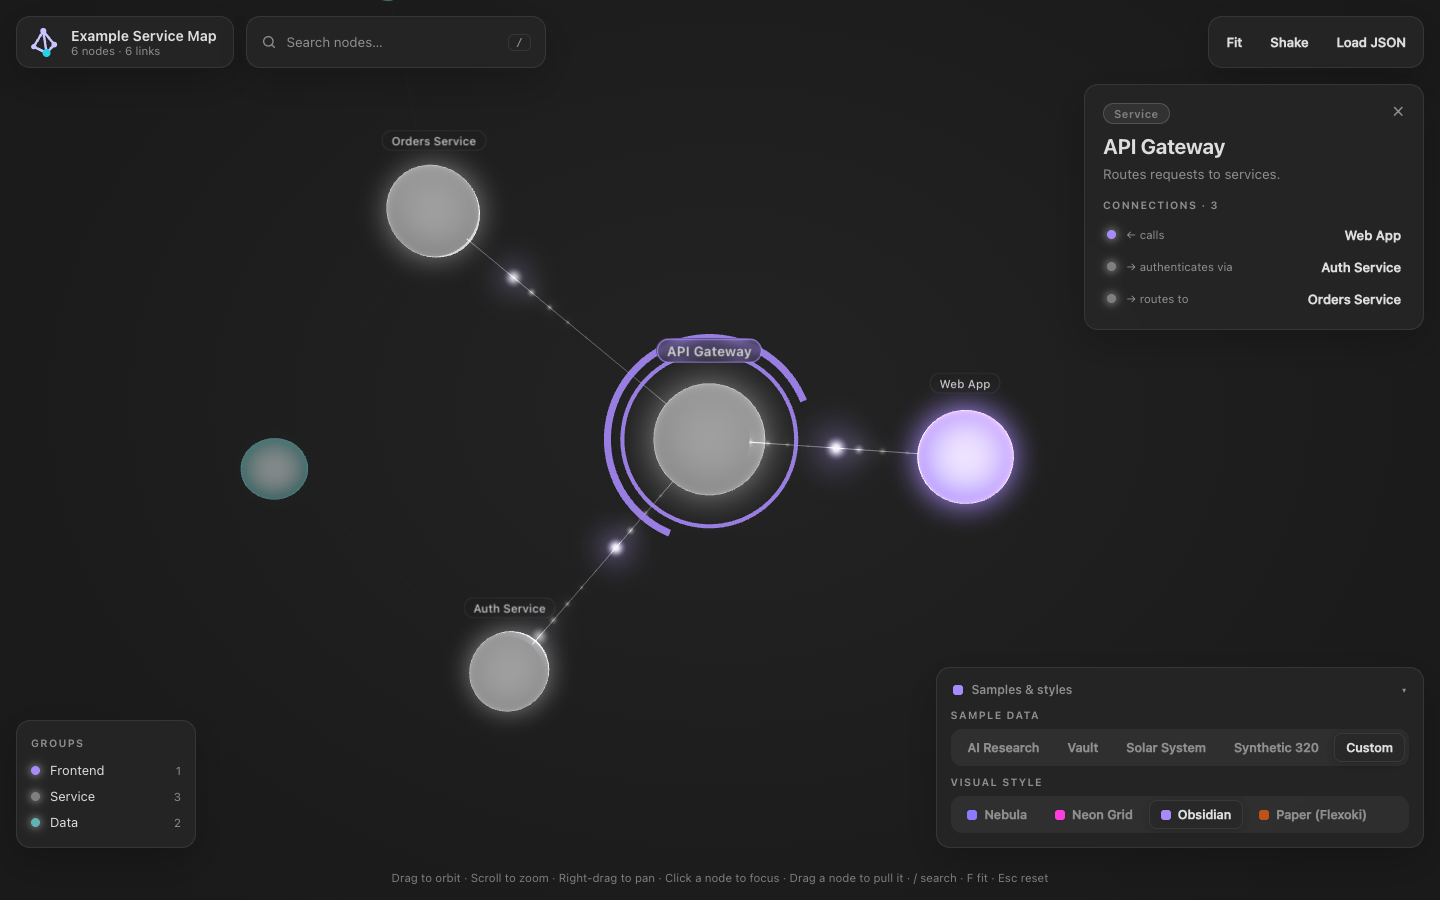 Example Service Map
6 nodes · 6 links
Search nodes...
/
Fit Shake Load JSON
Service
×
API Gateway
Routes requests to services.
CONNECTIONS · 3
← calls Web App
→ authenticates via Auth Service
→ routes to Orders Service
Orders Service
API Gateway
Web App
Auth Service
GROUPS
Frontend 1
Service 3
Data 2
Samples & styles
SAMPLE DATA
AI Research Vault Solar System Synthetic 320 Custom
VISUAL STYLE
Nebula Neon Grid Obsidian Paper (Flexoki)
Drag to orbit · Scroll to zoom · Right-drag to pan · Click a node to focus · Drag a node to pull it · / search · F fit · Esc reset